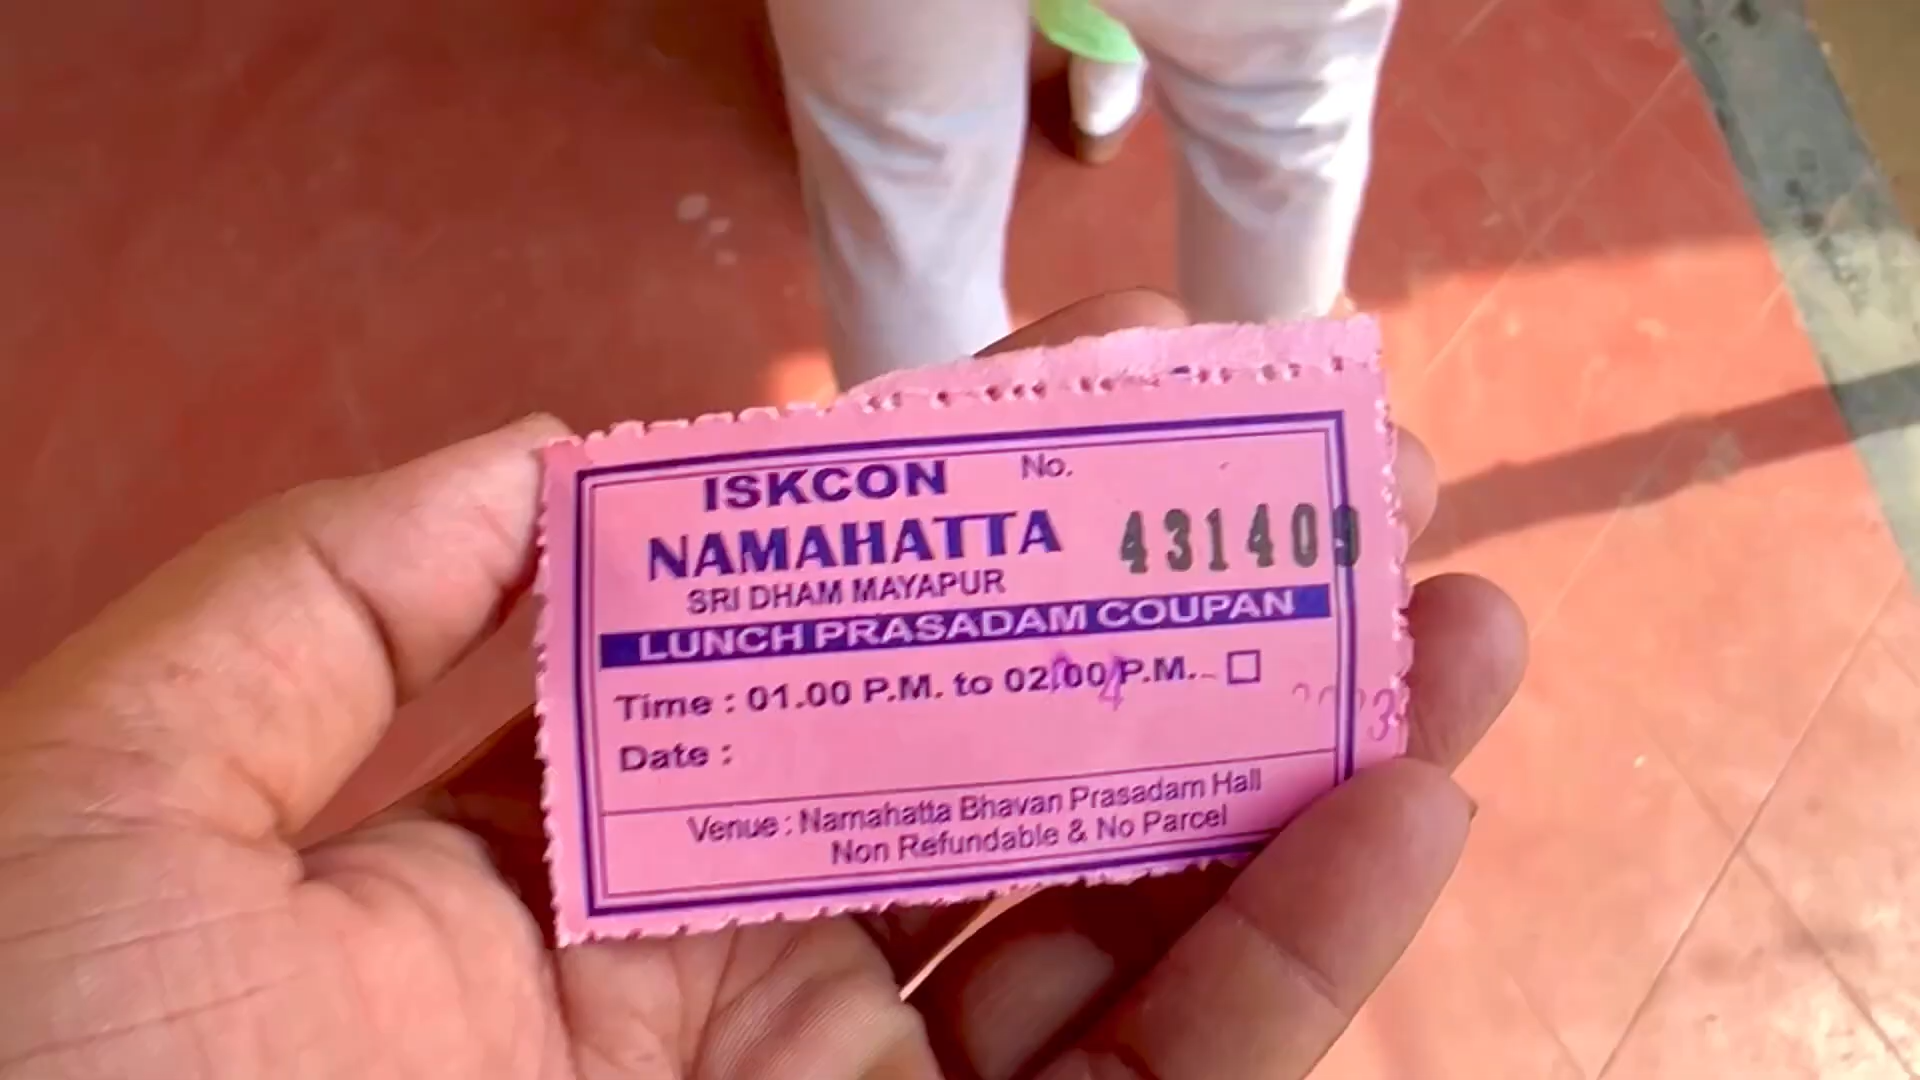 ISKCON No.
NAMAHATTA 431409
SRI DHAM MAYAPUR
LUNCH PRASADAM COUPAN
Time : 01.00 P.M. to 02.00 P.M.
Date :
Venue : Namahatta Bhavan Prasadam Hall
Non Refundable & No Parcel